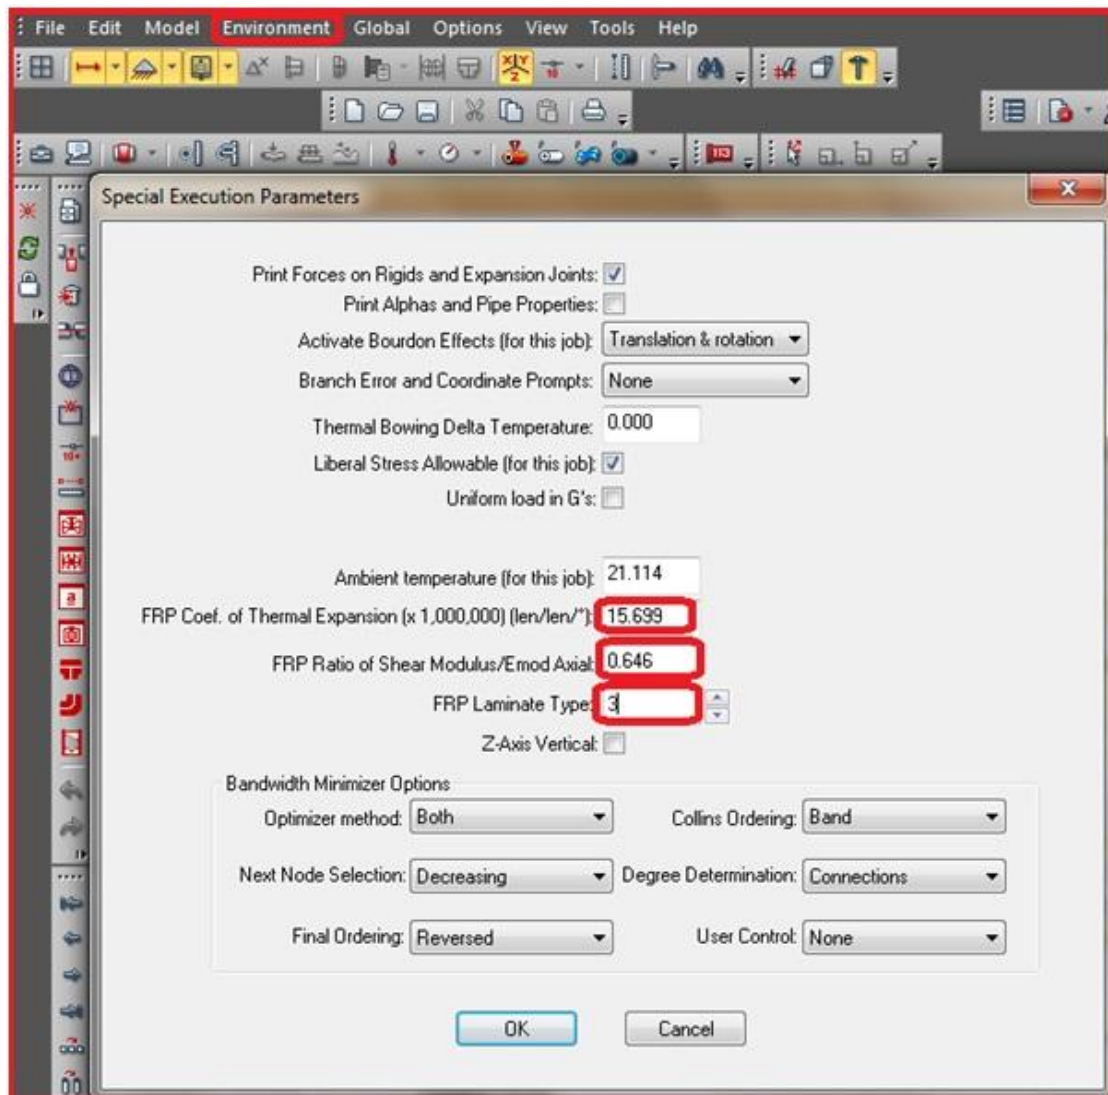 File Edit Model Environment Global Options View Tools Help
Special Execution Parameters
Print Forces on Rigids and Expansion Joints:
Print Alphas and Pipe Properties:
Activate Bourdon Effects (for this job): Translation & rotation
Branch Error and Coordinate Prompts: None
Thermal Bowing Delta Temperature: 0.000
Liberal Stress Allowable (for this job):
Uniform load in G's:
Ambient temperature (for this job): 21.114
FRP Coef. of Thermal Expansion (x 1,000,000) (len/len/°): 15.699
FRP Ratio of Shear Modulus/Emod Axial: 0.646
FRP Laminate Type: 3
Z-Axis Vertical:
Bandwidth Minimizer Options
Optimizer method: Both Collins Ordering: Band
Next Node Selection: Decreasing Degree Determination: Connections
Final Ordering: Reversed User Control: None
OK Cancel